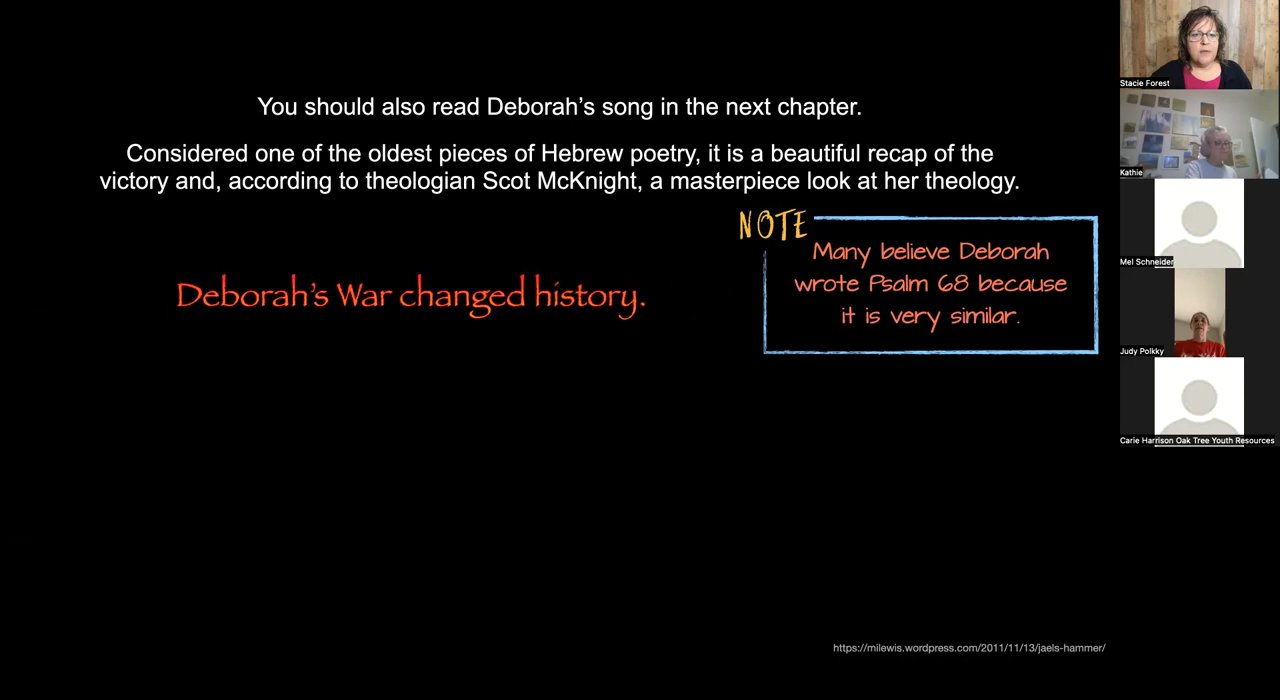 You should also read Deborah’s song in the next chapter.
Considered one of the oldest pieces of Hebrew poetry, it is a beautiful recap of the
victory and, according to theologian Scot McKnight, a masterpiece look at her theology.
NOTE
Many believe Deborah
wrote Psalm 68 because
it is very similar.
Deborah’s War changed history.
https://milewis.wordpress.com/2011/11/13/jaels-hammer/
Stacie Forest
Kathie
Mel Schneider
Judy Polkky
Carie Harrison Oak Tree Youth Resources